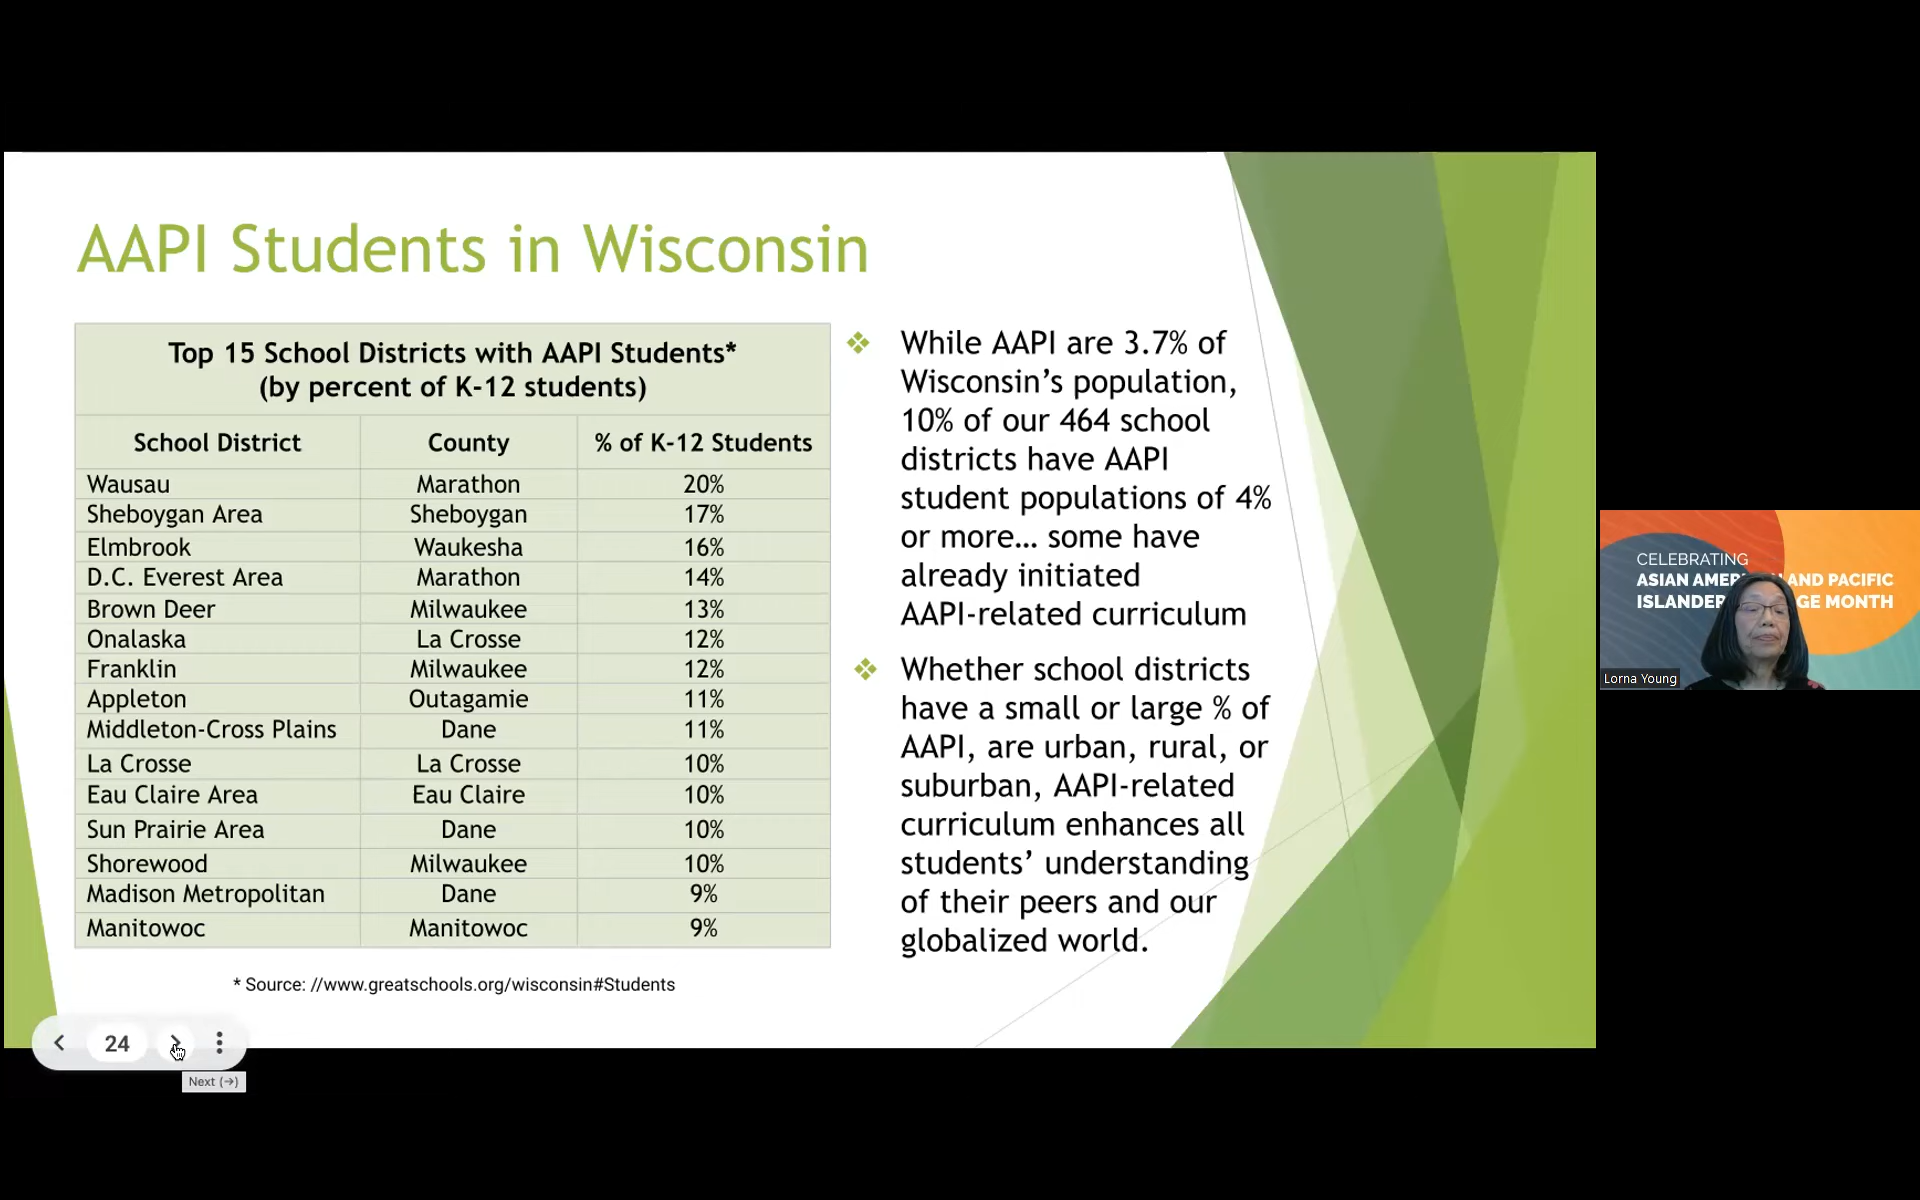 AAPI Students in Wisconsin
Top 15 School Districts with AAPI Students*
(by percent of K-12 students)
School District County % of K-12 Students
Wausau Marathon 20%
Sheboygan Area Sheboygan 17%
Elmbrook Waukesha 16%
D.C. Everest Area Marathon 14%
Brown Deer Milwaukee 13%
Onalaska La Crosse 12%
Franklin Milwaukee 12%
Appleton Outagamie 11%
Middleton-Cross Plains Dane 11%
La Crosse La Crosse 10%
Eau Claire Area Eau Claire 10%
Sun Prairie Area Dane 10%
Shorewood Milwaukee 10%
Madison Metropolitan Dane 9%
Manitowoc Manitowoc 9%
* Source: //www.greatschools.org/wisconsin#Students
❖ While AAPI are 3.7% of
Wisconsin’s population,
10% of our 464 school
districts have AAPI
student populations of 4%
or more… some have
already initiated
AAPI-related curriculum
❖ Whether school districts
have a small or large % of
AAPI, are urban, rural, or
suburban, AAPI-related
curriculum enhances all
students’ understanding
of their peers and our
globalized world.
24
Next (→)
CELEBRATING
ASIAN AMER AND PACIFIC
ISLANDER GE MONTH
Lorna Young